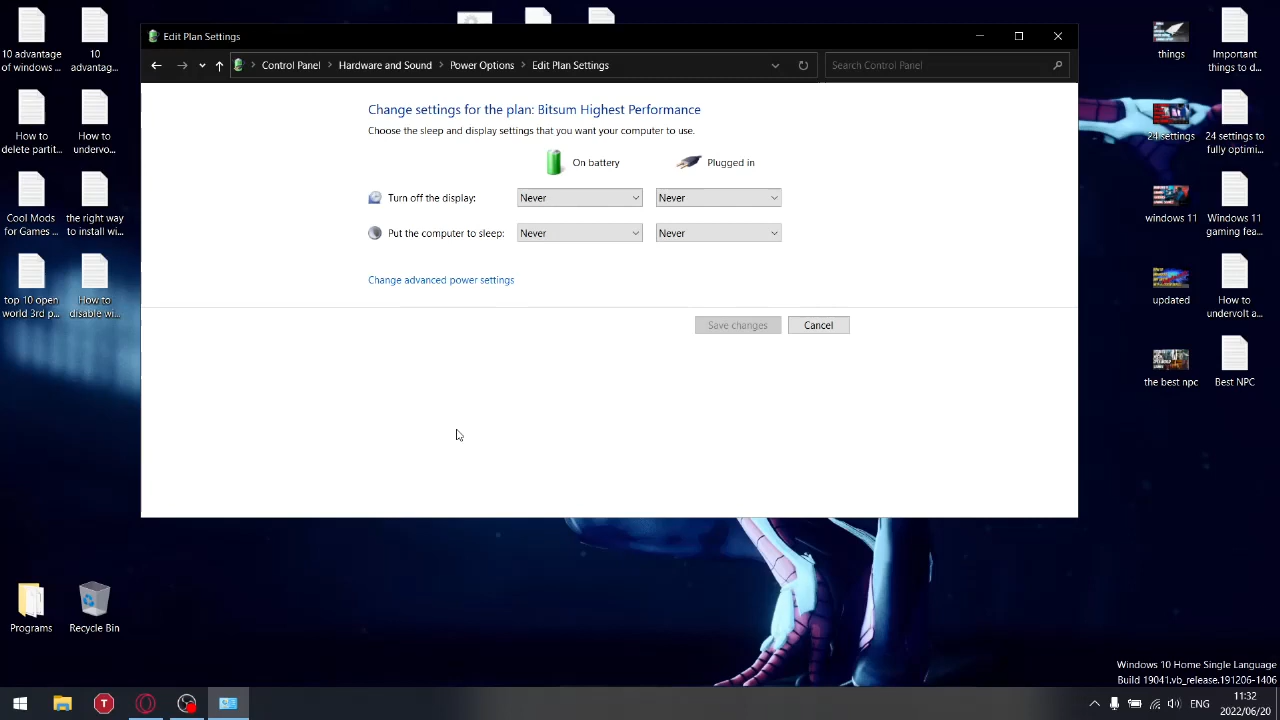 Edit Plan Settings
Control Panel
Hardware and Sound
Power Options
Edit Plan Settings
Search Control Panel
Change settings for the plan: Bitsum Highest Performance
Choose the sleep and display settings that you want your computer to use.
On battery
Plugged in
Turn off the display:
Never
Never
Put the computer to sleep:
Never
Never
Change advanced power settings
Save changes
Cancel
10 advantage
of windows ...
10
advantag...
How to
delete partit...
How to
undervo...
Cool Mods
for Games ...
the right way
to install wi...
top 10 open
world 3rd p...
How to
disable wi...
Programs
Recycle Bin
things
Important
things to d...
24 settings
24 settings to
fully optimi...
windows 11
Windows 11
gaming fea...
updated
How to
undervolt a...
the best npc
Best NPC
Windows 10 Home Single Language
Build 19041.vb_release.191206-1406
T
ENG
11:32
2022/06/20